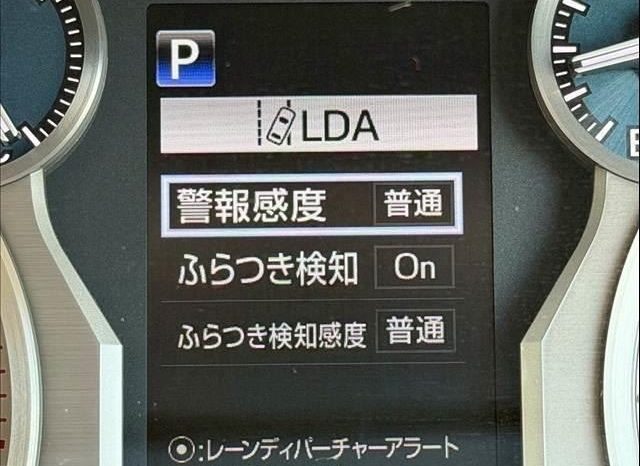 P
LDA
警報感度 普通
ふらつき検知 On
ふらつき検知感度 普通
⦿:レーンディパーチャーアラート